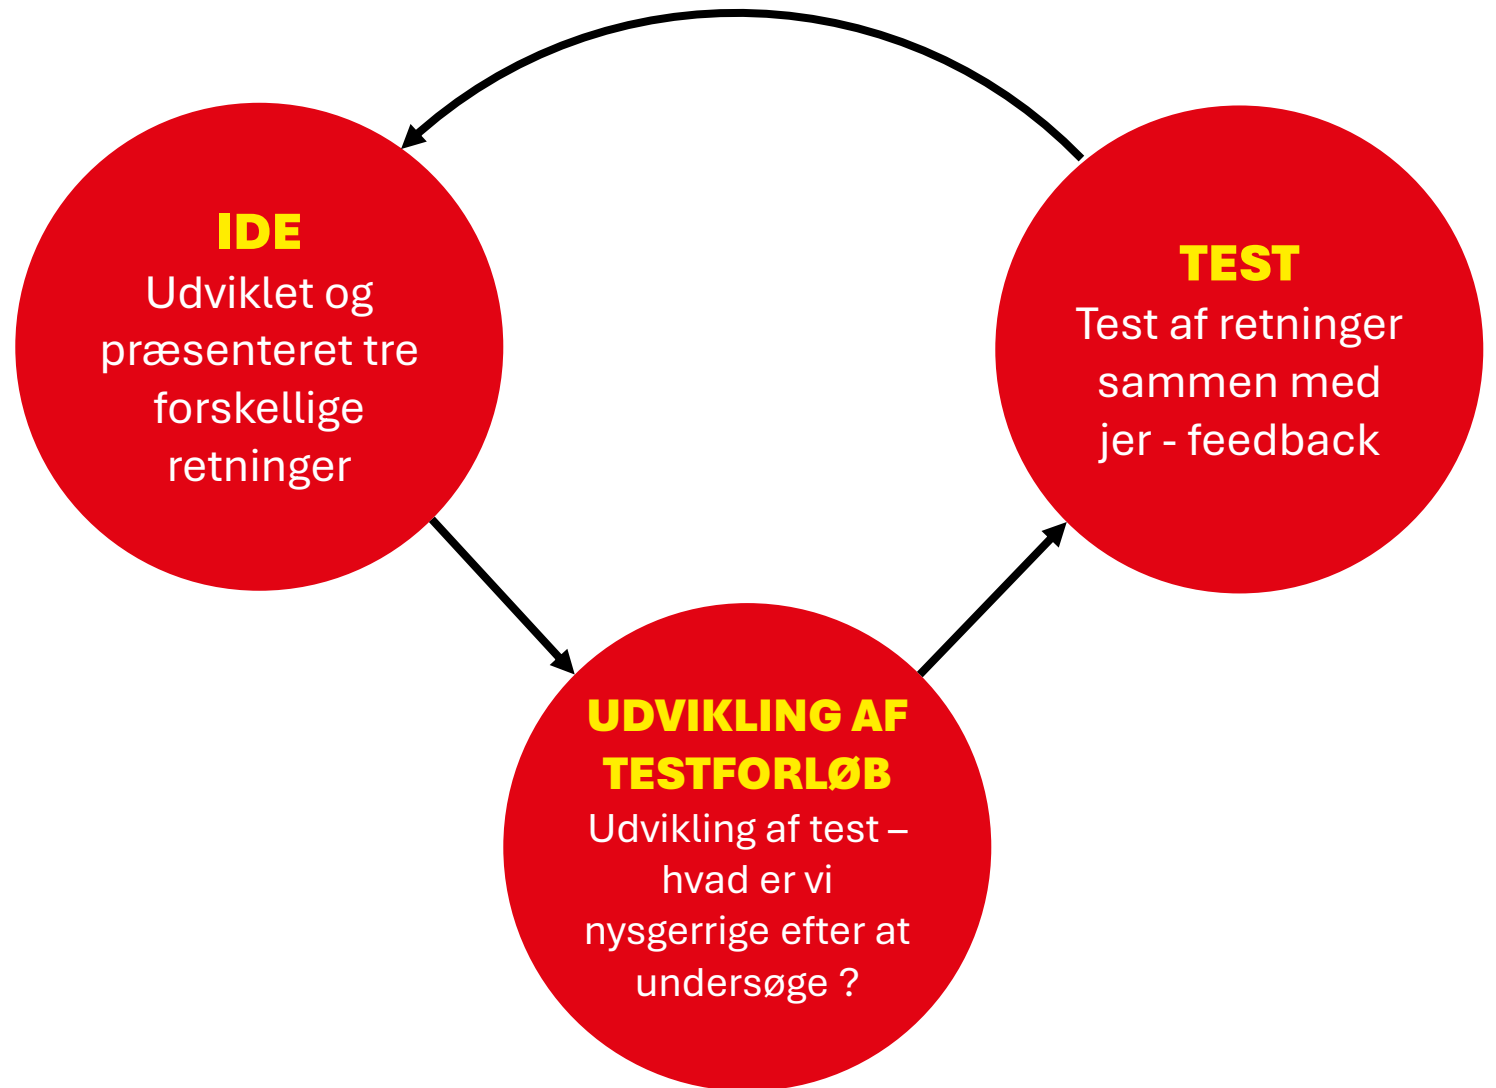 IDE
Udviklet og
præsenteret tre
forskellige
retninger
TEST
Test af retninger
sammen med
jer - feedback
UDVIKLING AF
TESTFORLØB
Udvikling af test –
hvad er vi
nysgerrige efter at
undersøge ?